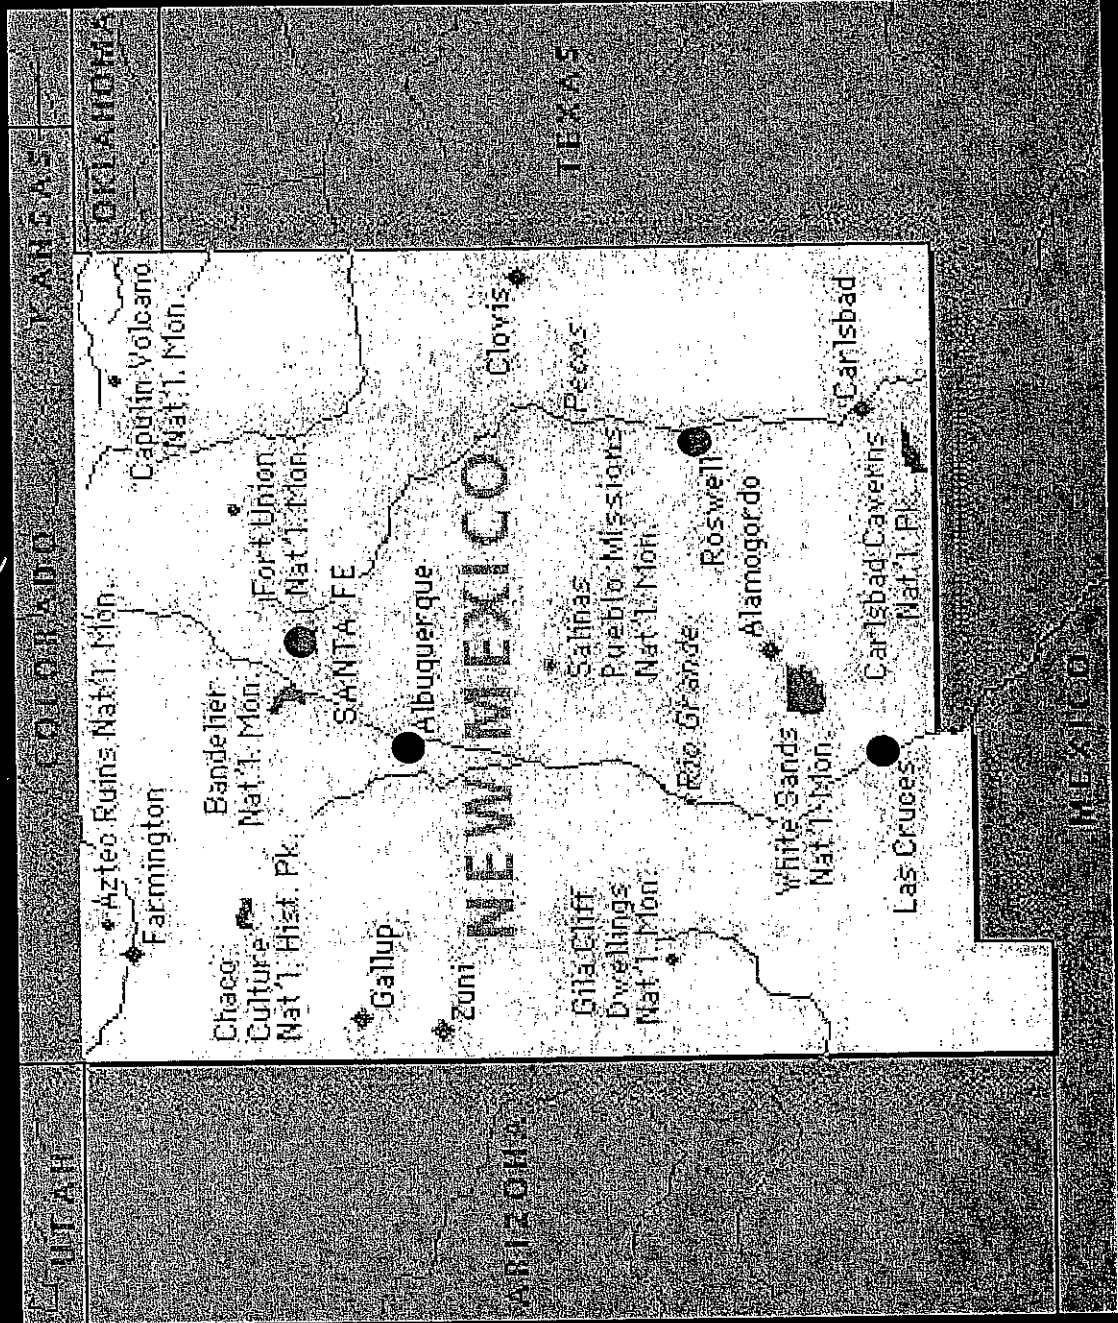 UTAH
COLORADO
KANSAS
OKLAHOMA
Aztec Ruins Nat'l. Mon.
Farmington
Capulin Volcano
Nat'l. Mon.
Chaco
Culture
Nat'l Hist. Pk.
Bandelier
Nat'l. Mon.
Fort Union
Nat'l. Mon.
SANTA FE
Gallup
Albuquerque
Zuni
NEW MEXICO
Clovis
ARIZONA
TEXAS
Pecos
Gila Cliff
Dwellings
Nat'l. Mon.
Salinas
Pueblo Missions
Nat'l. Mon.
Rio Grande
Roswell
Alamogordo
White Sands
Nat'l. Mon.
Carlsbad
Carlsbad Caverns
Nat'l. Pk.
Las Cruces
MEXICO